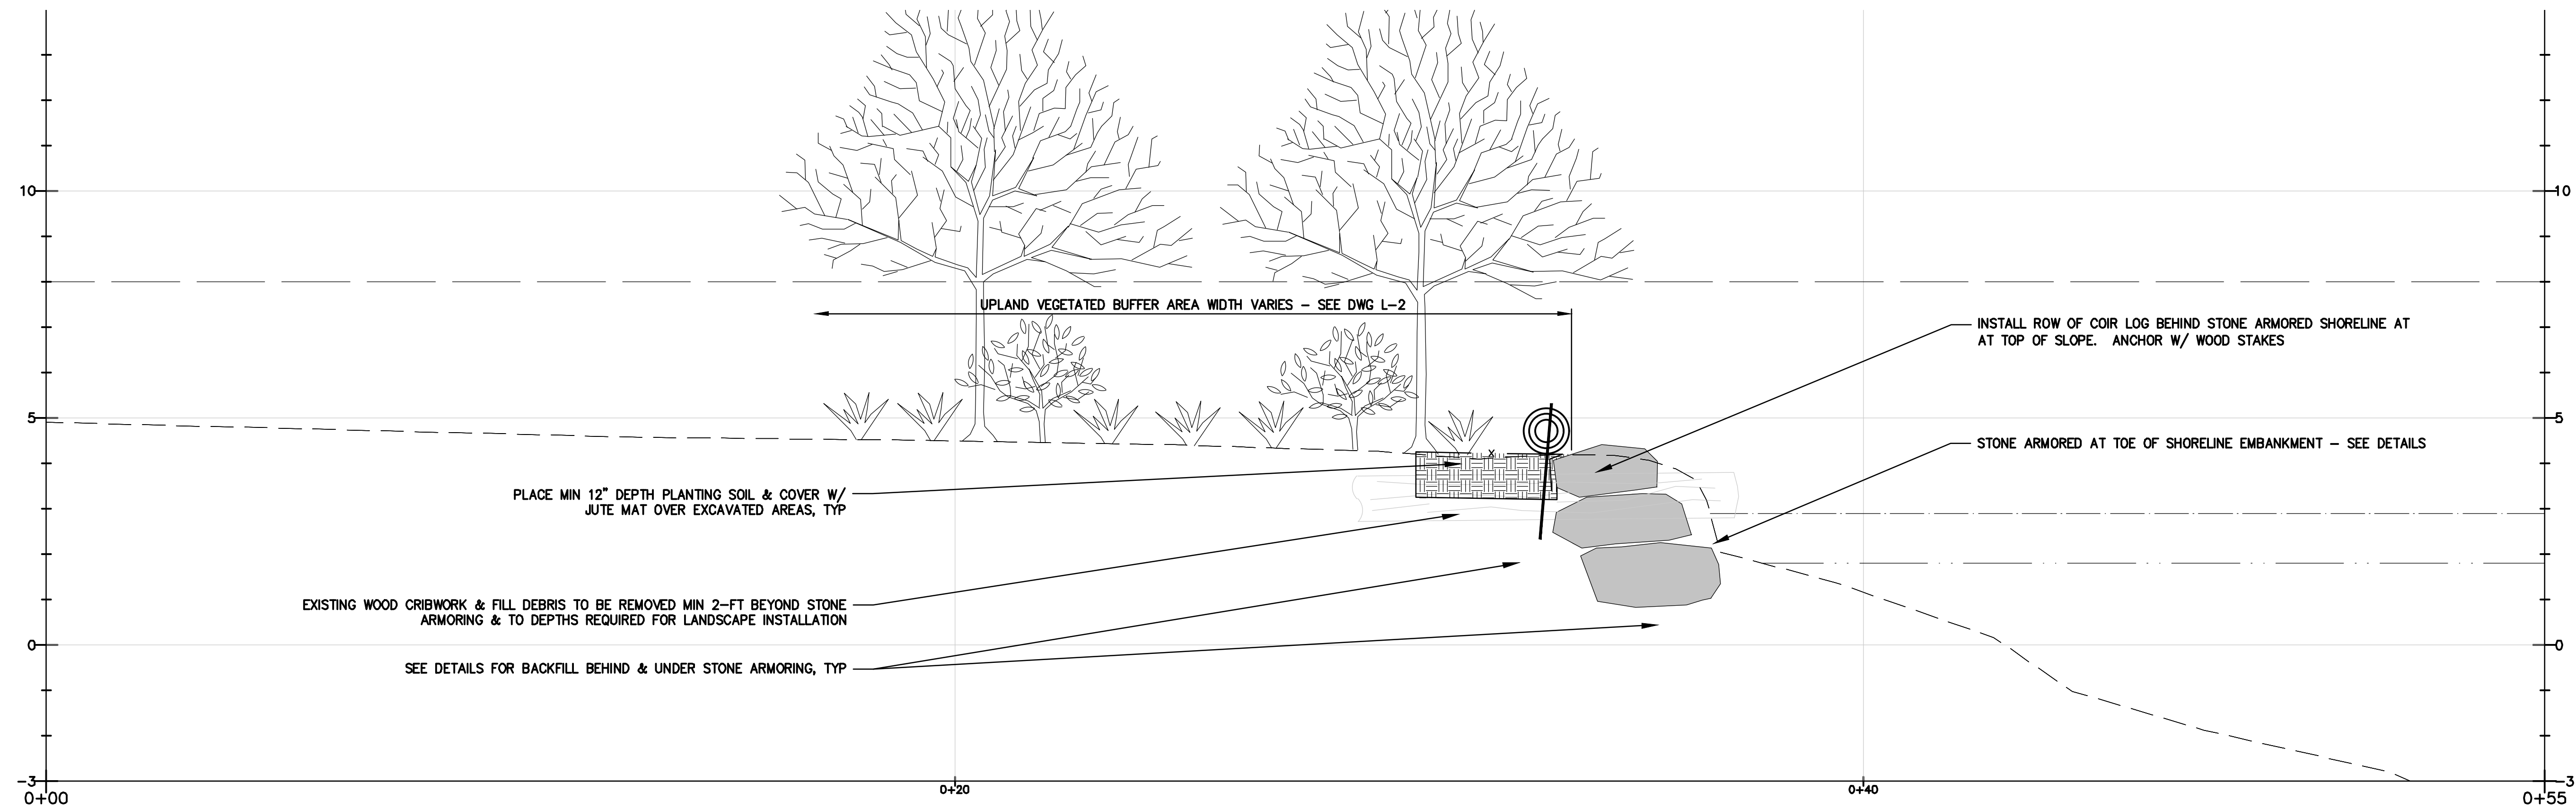 10
10
UPLAND VEGETATED BUFFER AREA WIDTH VARIES - SEE DWG L-2
INSTALL ROW OF COIR LOG BEHIND STONE ARMORED SHORELINE AT
AT TOP OF SLOPE. ANCHOR W/ WOOD STAKES
5
5
STONE ARMORED AT TOE OF SHORELINE EMBANKMENT - SEE DETAILS
X
PLACE MIN 12" DEPTH PLANTING SOIL & COVER W/
JUTE MAT OVER EXCAVATED AREAS, TYP
EXISTING WOOD CRIBWORK & FILL DEBRIS TO BE REMOVED MIN 2-FT BEYOND STONE
ARMORING & TO DEPTHS REQUIRED FOR LANDSCAPE INSTALLATION
0
0
SEE DETAILS FOR BACKFILL BEHIND & UNDER STONE ARMORING, TYP
-3
-3
0+00
0+20
0+40
0+55